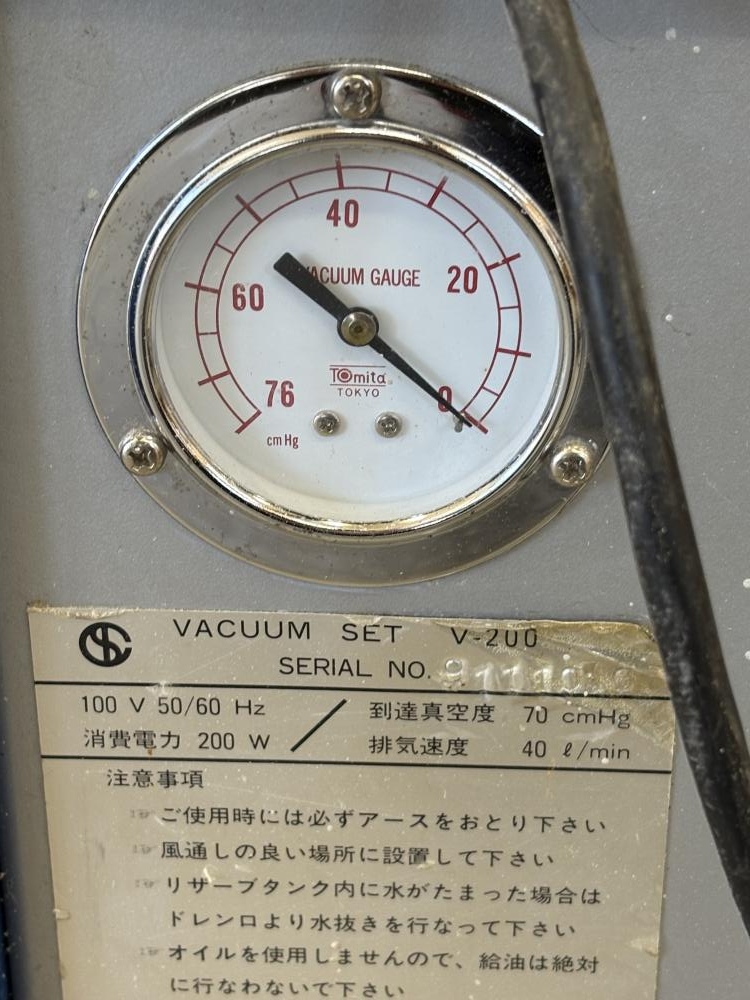 40
VACUUM GAUGE
20
60
Tomita
TOKYO
76
0
cm Hg
VACUUM SET V-200
SERIAL NO.
100 V 50/60 Hz
到達真空度 70 cmHg
消費電力 200 W
排気速度 40 ℓ/min
注意事項
ご使用時には必ずアースをおとり下さい
風通しの良い場所に設置して下さい
リザーブタンク内に水がたまった場合は
ドレン口より水抜きを行なって下さい
オイルを使用しませんので、給油は絶対
に行なわないで下さい